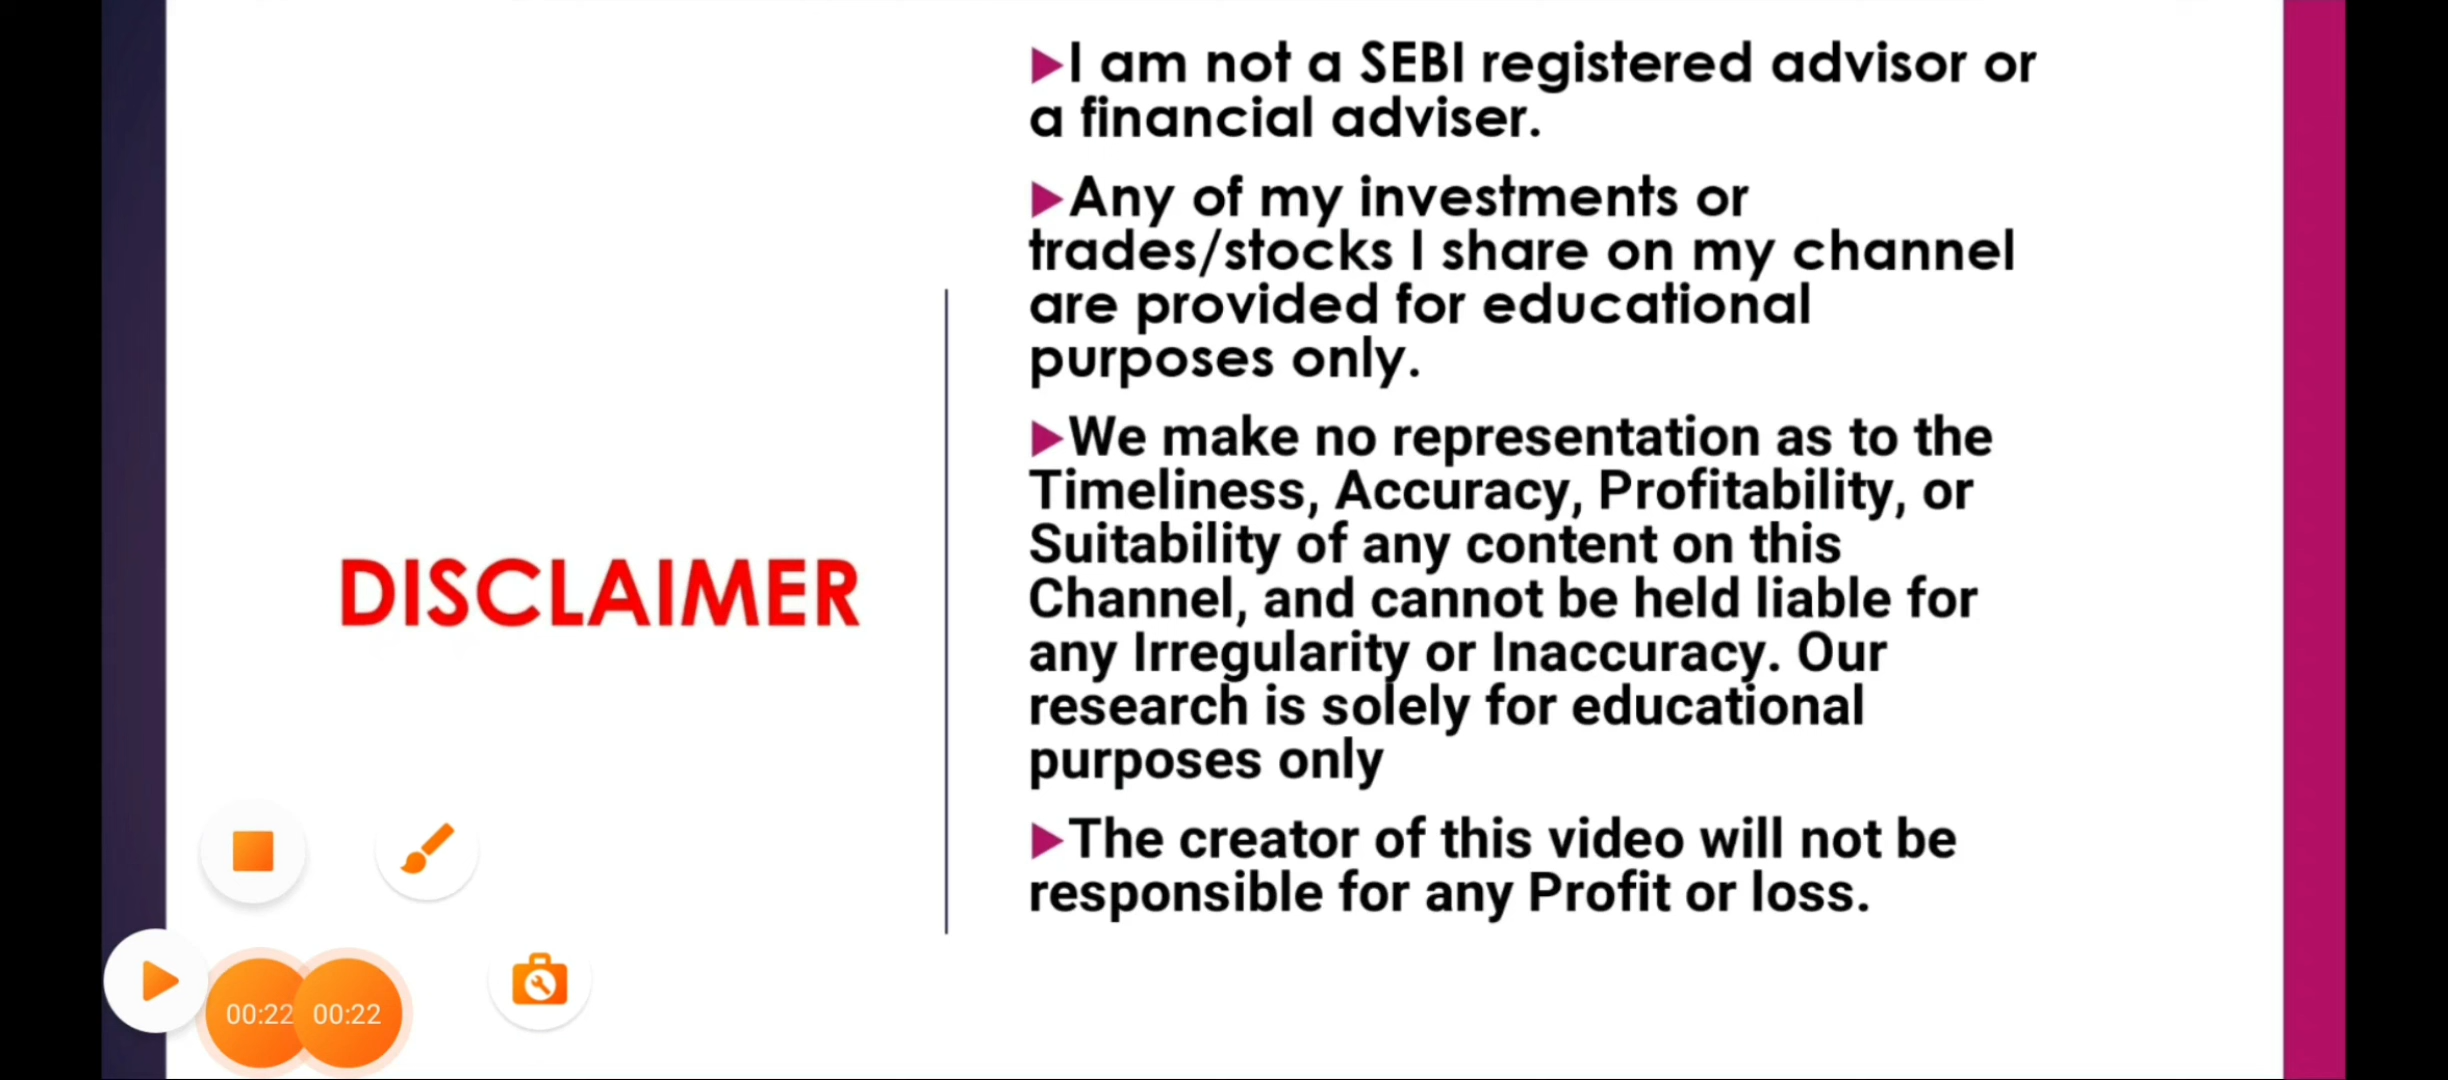 DISCLAIMER
▶I am not a SEBI registered advisor or
a financial adviser.
▶Any of my investments or
trades/stocks I share on my channel
are provided for educational
purposes only.
▶We make no representation as to the
Timeliness, Accuracy, Profitability, or
Suitability of any content on this
Channel, and cannot be held liable for
any Irregularity or Inaccuracy. Our
research is solely for educational
purposes only
▶The creator of this video will not be
responsible for any Profit or loss.
00:22 00:22